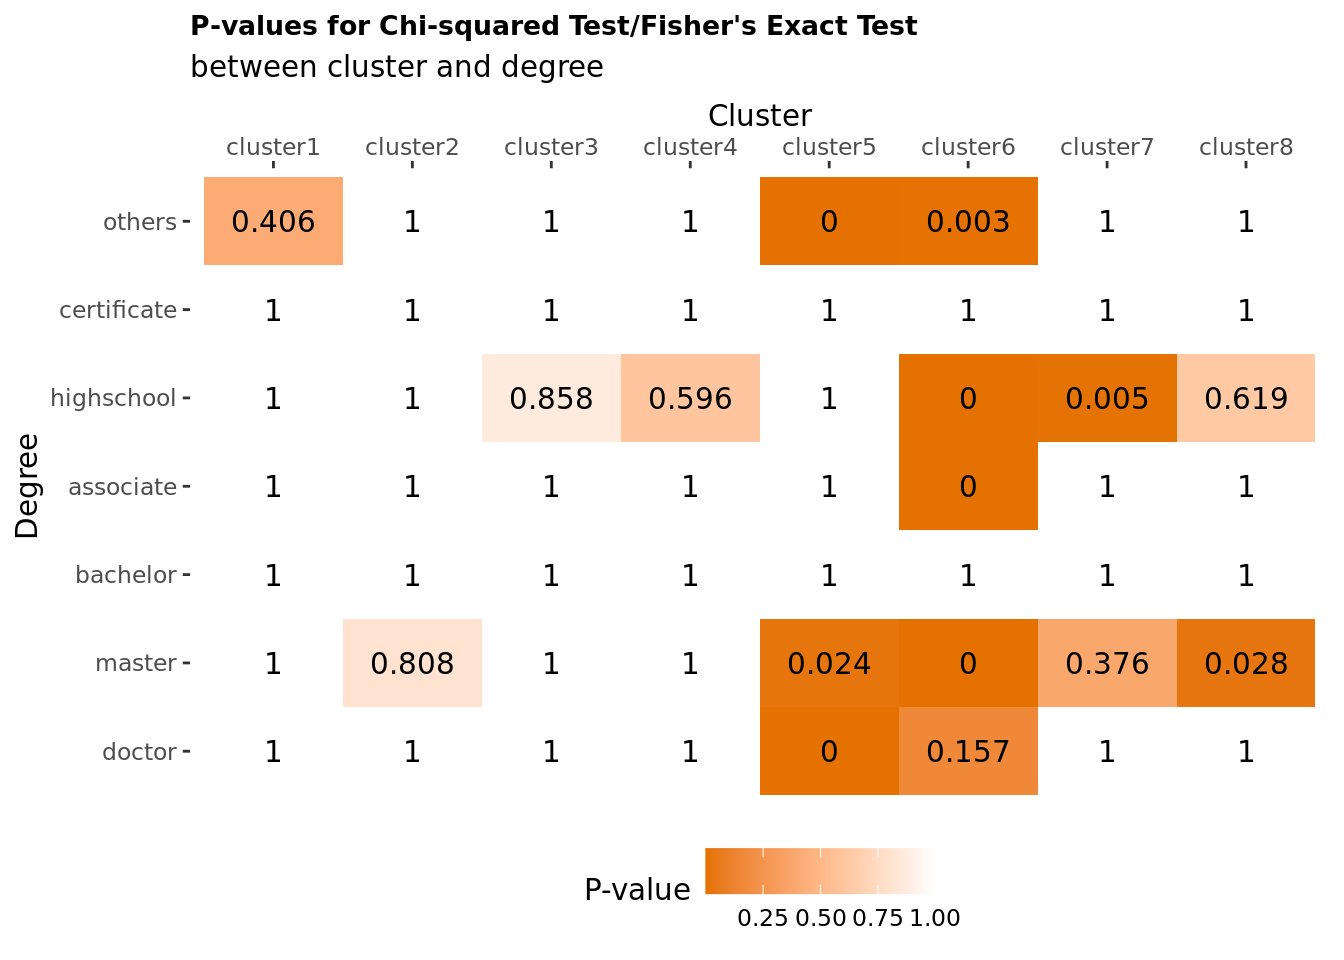 P-values for Chi-squared Test/Fisher's Exact Test
between cluster and degree
Cluster
cluster1 cluster2 cluster3 cluster4 cluster5 cluster6 cluster7 cluster8
others 0.406 1 1 1 0 0.003 1 1
certificate 1 1 1 1 1 1 1 1
highschool 1 1 0.858 0.596 1 0 0.005 0.619
associate 1 1 1 1 1 0 1 1
bachelor 1 1 1 1 1 1 1 1
master 1 0.808 1 1 0.024 0 0.376 0.028
doctor 1 1 1 1 0 0.157 1 1
Degree
P-value
0.25 0.50 0.75 1.00